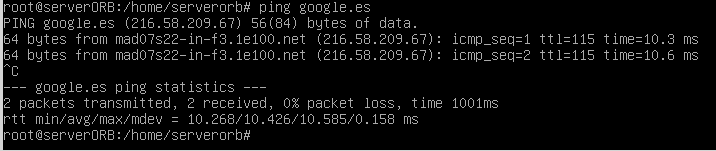 root@serverORB:/home/serverorb# ping google.es
PING google.es (216.58.209.67) 56(84) bytes of data.
64 bytes from mad07s22-in-f3.1e100.net (216.58.209.67): icmp_seq=1 ttl=115 time=10.3 ms
64 bytes from mad07s22-in-f3.1e100.net (216.58.209.67): icmp_seq=2 ttl=115 time=10.6 ms
^C
--- google.es ping statistics ---
2 packets transmitted, 2 received, 0% packet loss, time 1001ms
rtt min/avg/max/mdev = 10.268/10.426/10.585/0.158 ms
root@serverORB:/home/serverorb#